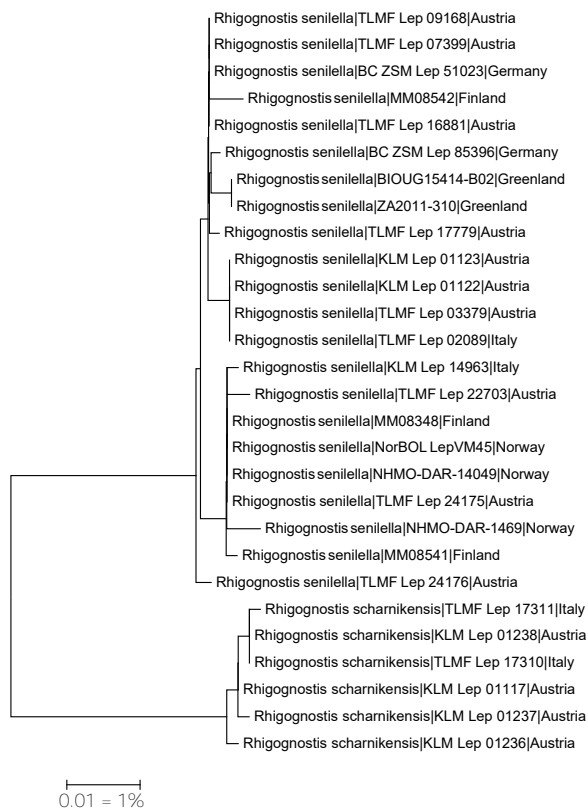 Rhigognostis senilella|TLMF Lep 09168|Austria
Rhigognostis senilella|TLMF Lep 07399|Austria
Rhigognostis senilella|BC ZSM Lep 51023|Germany
Rhigognostis senilella|MM08542|Finland
Rhigognostis senilella|TLMF Lep 16881|Austria
Rhigognostis senilella|BC ZSM Lep 85396|Germany
Rhigognostis senilella|BIOUG15414-B02|Greenland
Rhigognostis senilella|ZA2011-310|Greenland
Rhigognostis senilella|TLMF Lep 17779|Austria
Rhigognostis senilella|KLM Lep 01123|Austria
Rhigognostis senilella|KLM Lep 01122|Austria
Rhigognostis senilella|TLMF Lep 03379|Austria
Rhigognostis senilella|TLMF Lep 02089|Italy
Rhigognostis senilella|KLM Lep 14963|Italy
Rhigognostis senilella|TLMF Lep 22703|Austria
Rhigognostis senilella|MM08348|Finland
Rhigognostis senilella|NorBOL LepVM45|Norway
Rhigognostis senilella|NHMO-DAR-14049|Norway
Rhigognostis senilella|TLMF Lep 24175|Austria
Rhigognostis senilella|NHMO-DAR-1469|Norway
Rhigognostis senilella|MM08541|Finland
Rhigognostis senilella|TLMF Lep 24176|Austria
Rhigognostis scharnikensis|TLMF Lep 17311|Italy
Rhigognostis scharnikensis|KLM Lep 01238|Austria
Rhigognostis scharnikensis|TLMF Lep 17310|Italy
Rhigognostis scharnikensis|KLM Lep 01117|Austria
Rhigognostis scharnikensis|KLM Lep 01237|Austria
Rhigognostis scharnikensis|KLM Lep 01236|Austria
0.01 = 1%